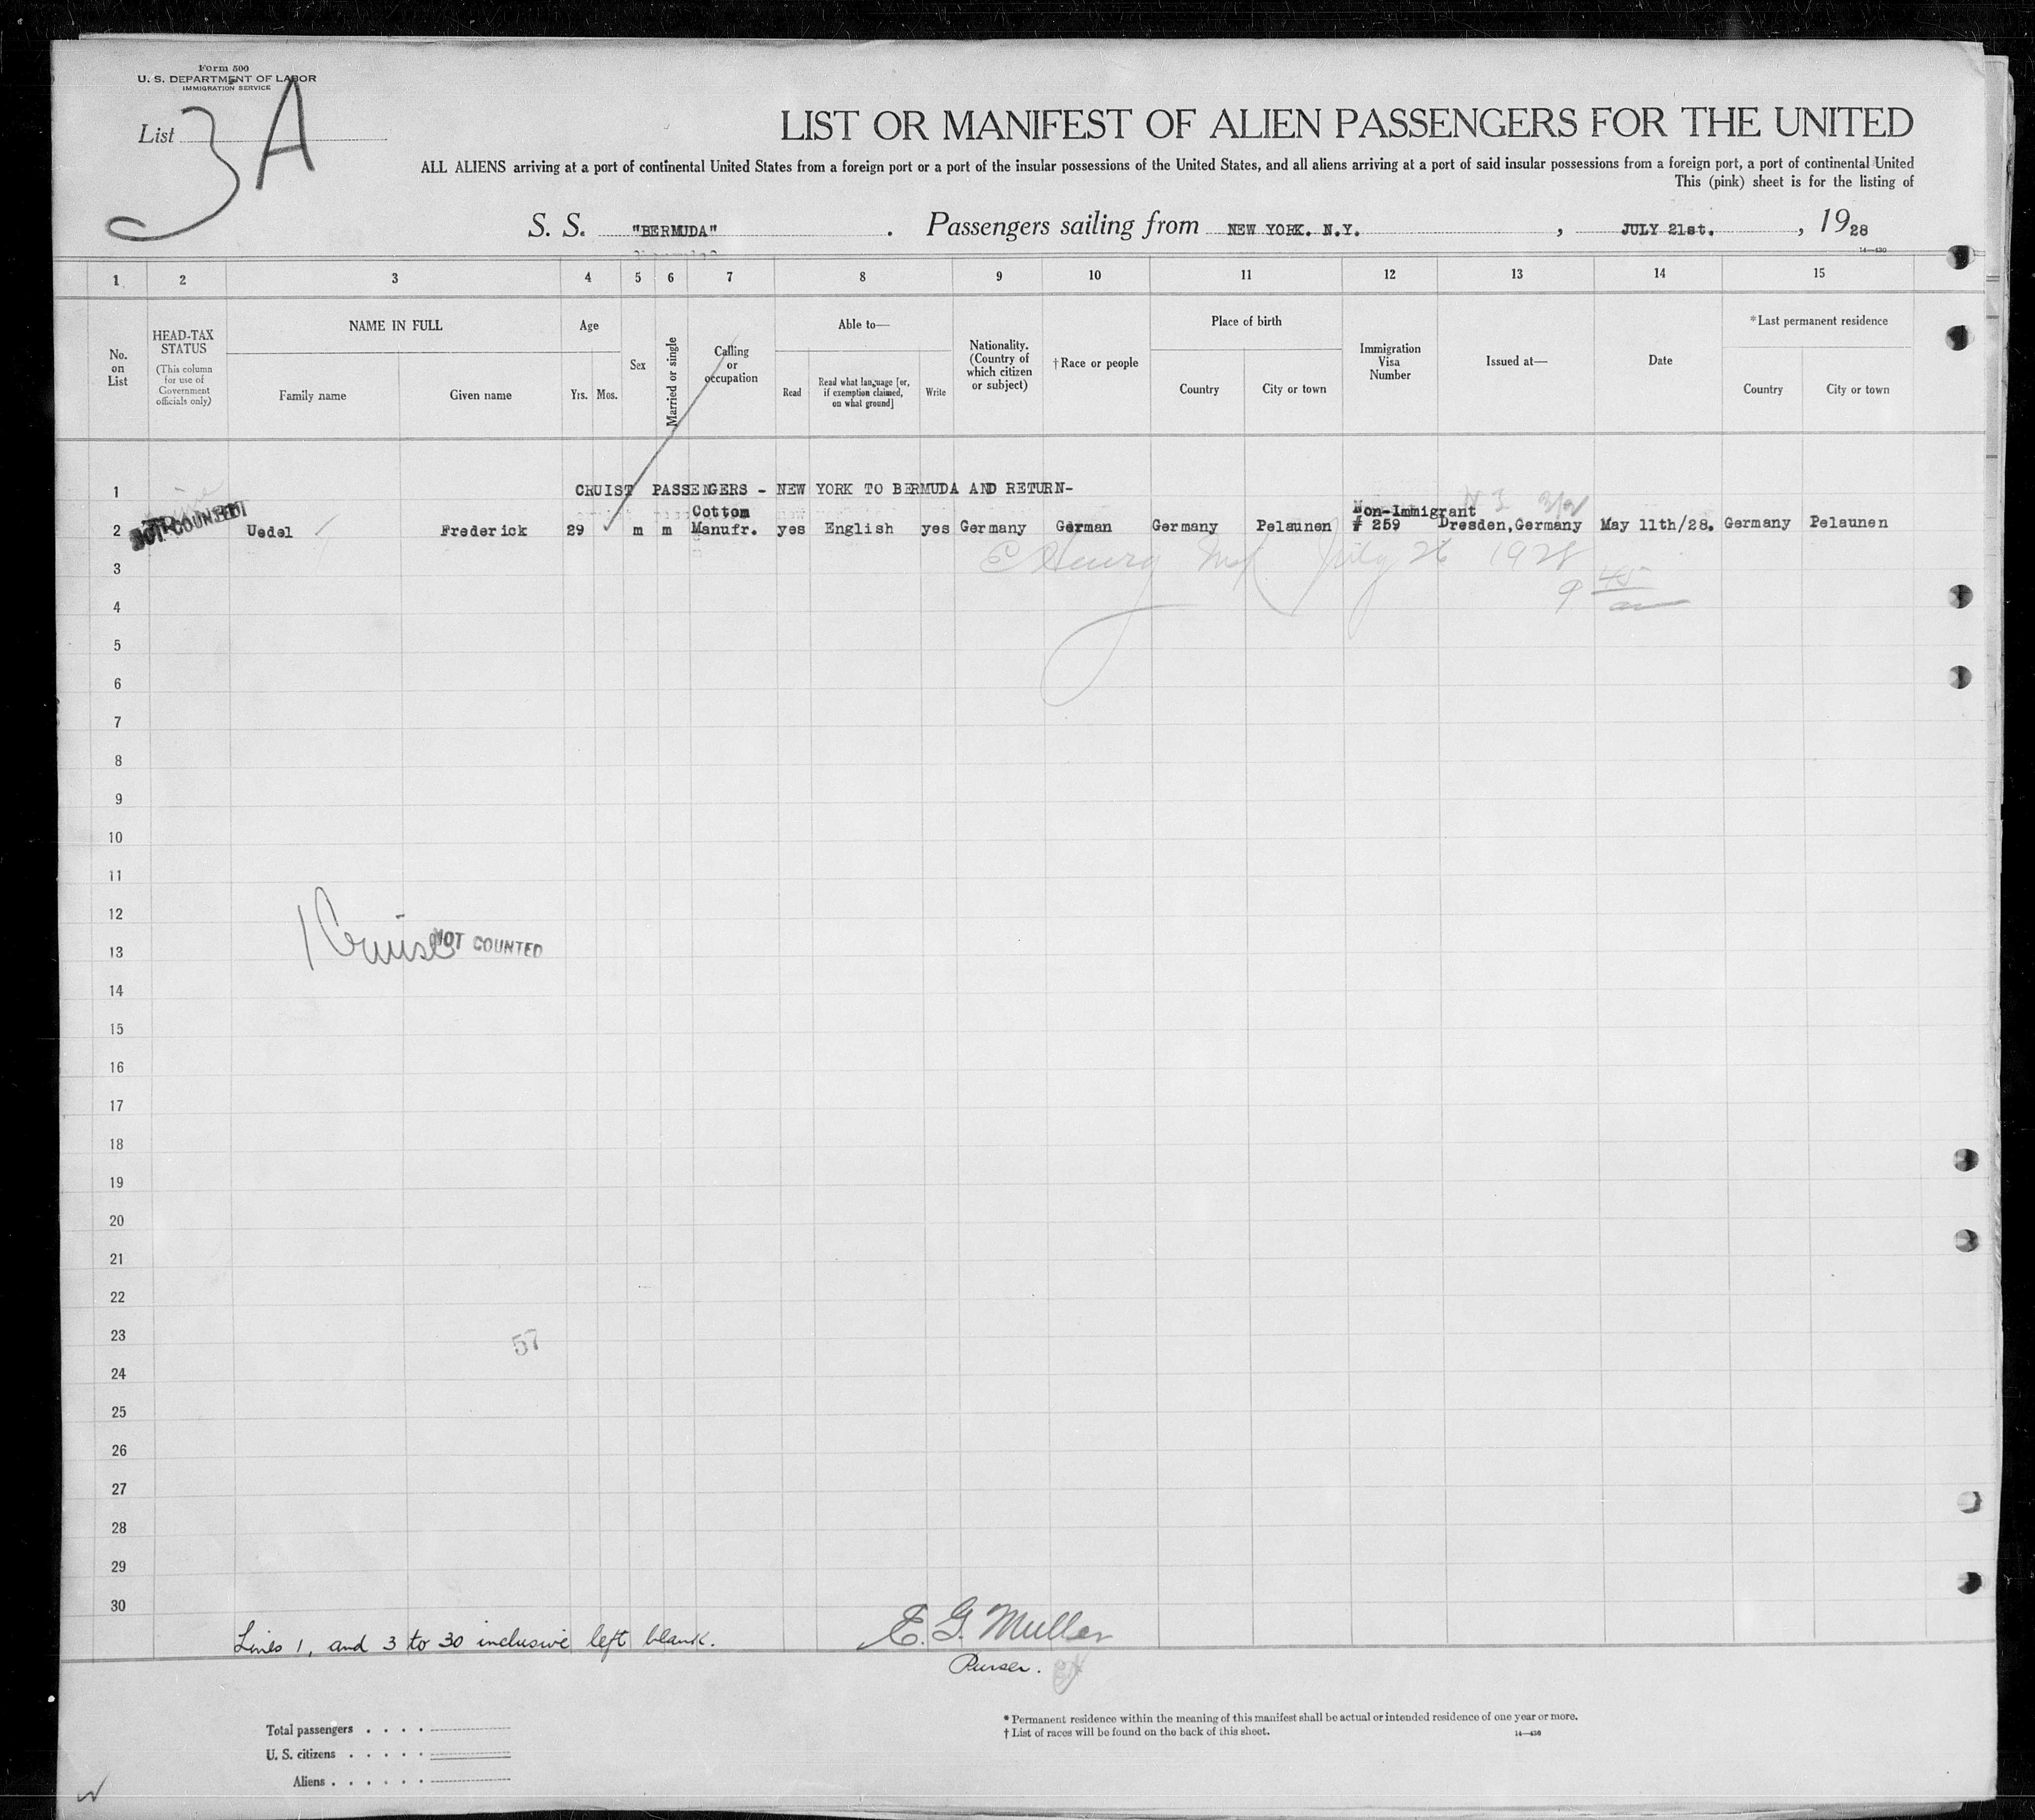 Form 500
U. S. DEPARTMENT OF LABOR
IMMIGRATION SERVICE
List 3A
LIST OR MANIFEST OF ALIEN PASSENGERS FOR THE UNITED
ALL ALIENS arriving at a port of continental United States from a foreign port or a port of the insular possessions of the United States, and all aliens arriving at a port of said insular possessions from a foreign port, a port of continental United
This (pink) sheet is for the listing of
S. S. "BERMUDA" . Passengers sailing from NEW YORK. N.Y. , JULY 21st. , 1928
14—430
1 2 3 4 5 6 7 8 9 10 11 12 13 14 15
No. on List
HEAD-TAX STATUS
(This column for use of Government officials only)
NAME IN FULL
Family name
Given name
Age
Yrs. Mos.
Sex
Married or single
Calling or occupation
Able to—
Read
Read what language [or, if exemption claimed, on what ground]
Write
Nationality. (Country of which citizen or subject)
†Race or people
Place of birth
Country
City or town
Immigration Visa Number
Issued at—
Date
*Last permanent residence
Country
City or town
1 CRUIST PASSENGERS - NEW YORK TO BERMUDA AND RETURN-
NOT COUNTED
2 Uedel Frederick 29 m m Cottom Manufr. yes English yes Germany German Germany Pelaunen Non-Immigrant # 259 Dresden,Germany May 11th/28. Germany Pelaunen
3 July 26 1928
4 9 45
5
6
7
8
9
10
11
12
13 1 Cruise NOT COUNTED
14
15
16
17
18
19
20
21
22
23 57
24
25
26
27
28
29
30
Lines 1, and 3 to 30 inclusive left blank. E. G. Muller
Purser.
Total passengers . . . .
U. S. citizens . . . . .
Aliens . . . . . .
* Permanent residence within the meaning of this manifest shall be actual or intended residence of one year or more.
† List of races will be found on the back of this sheet.
14—430